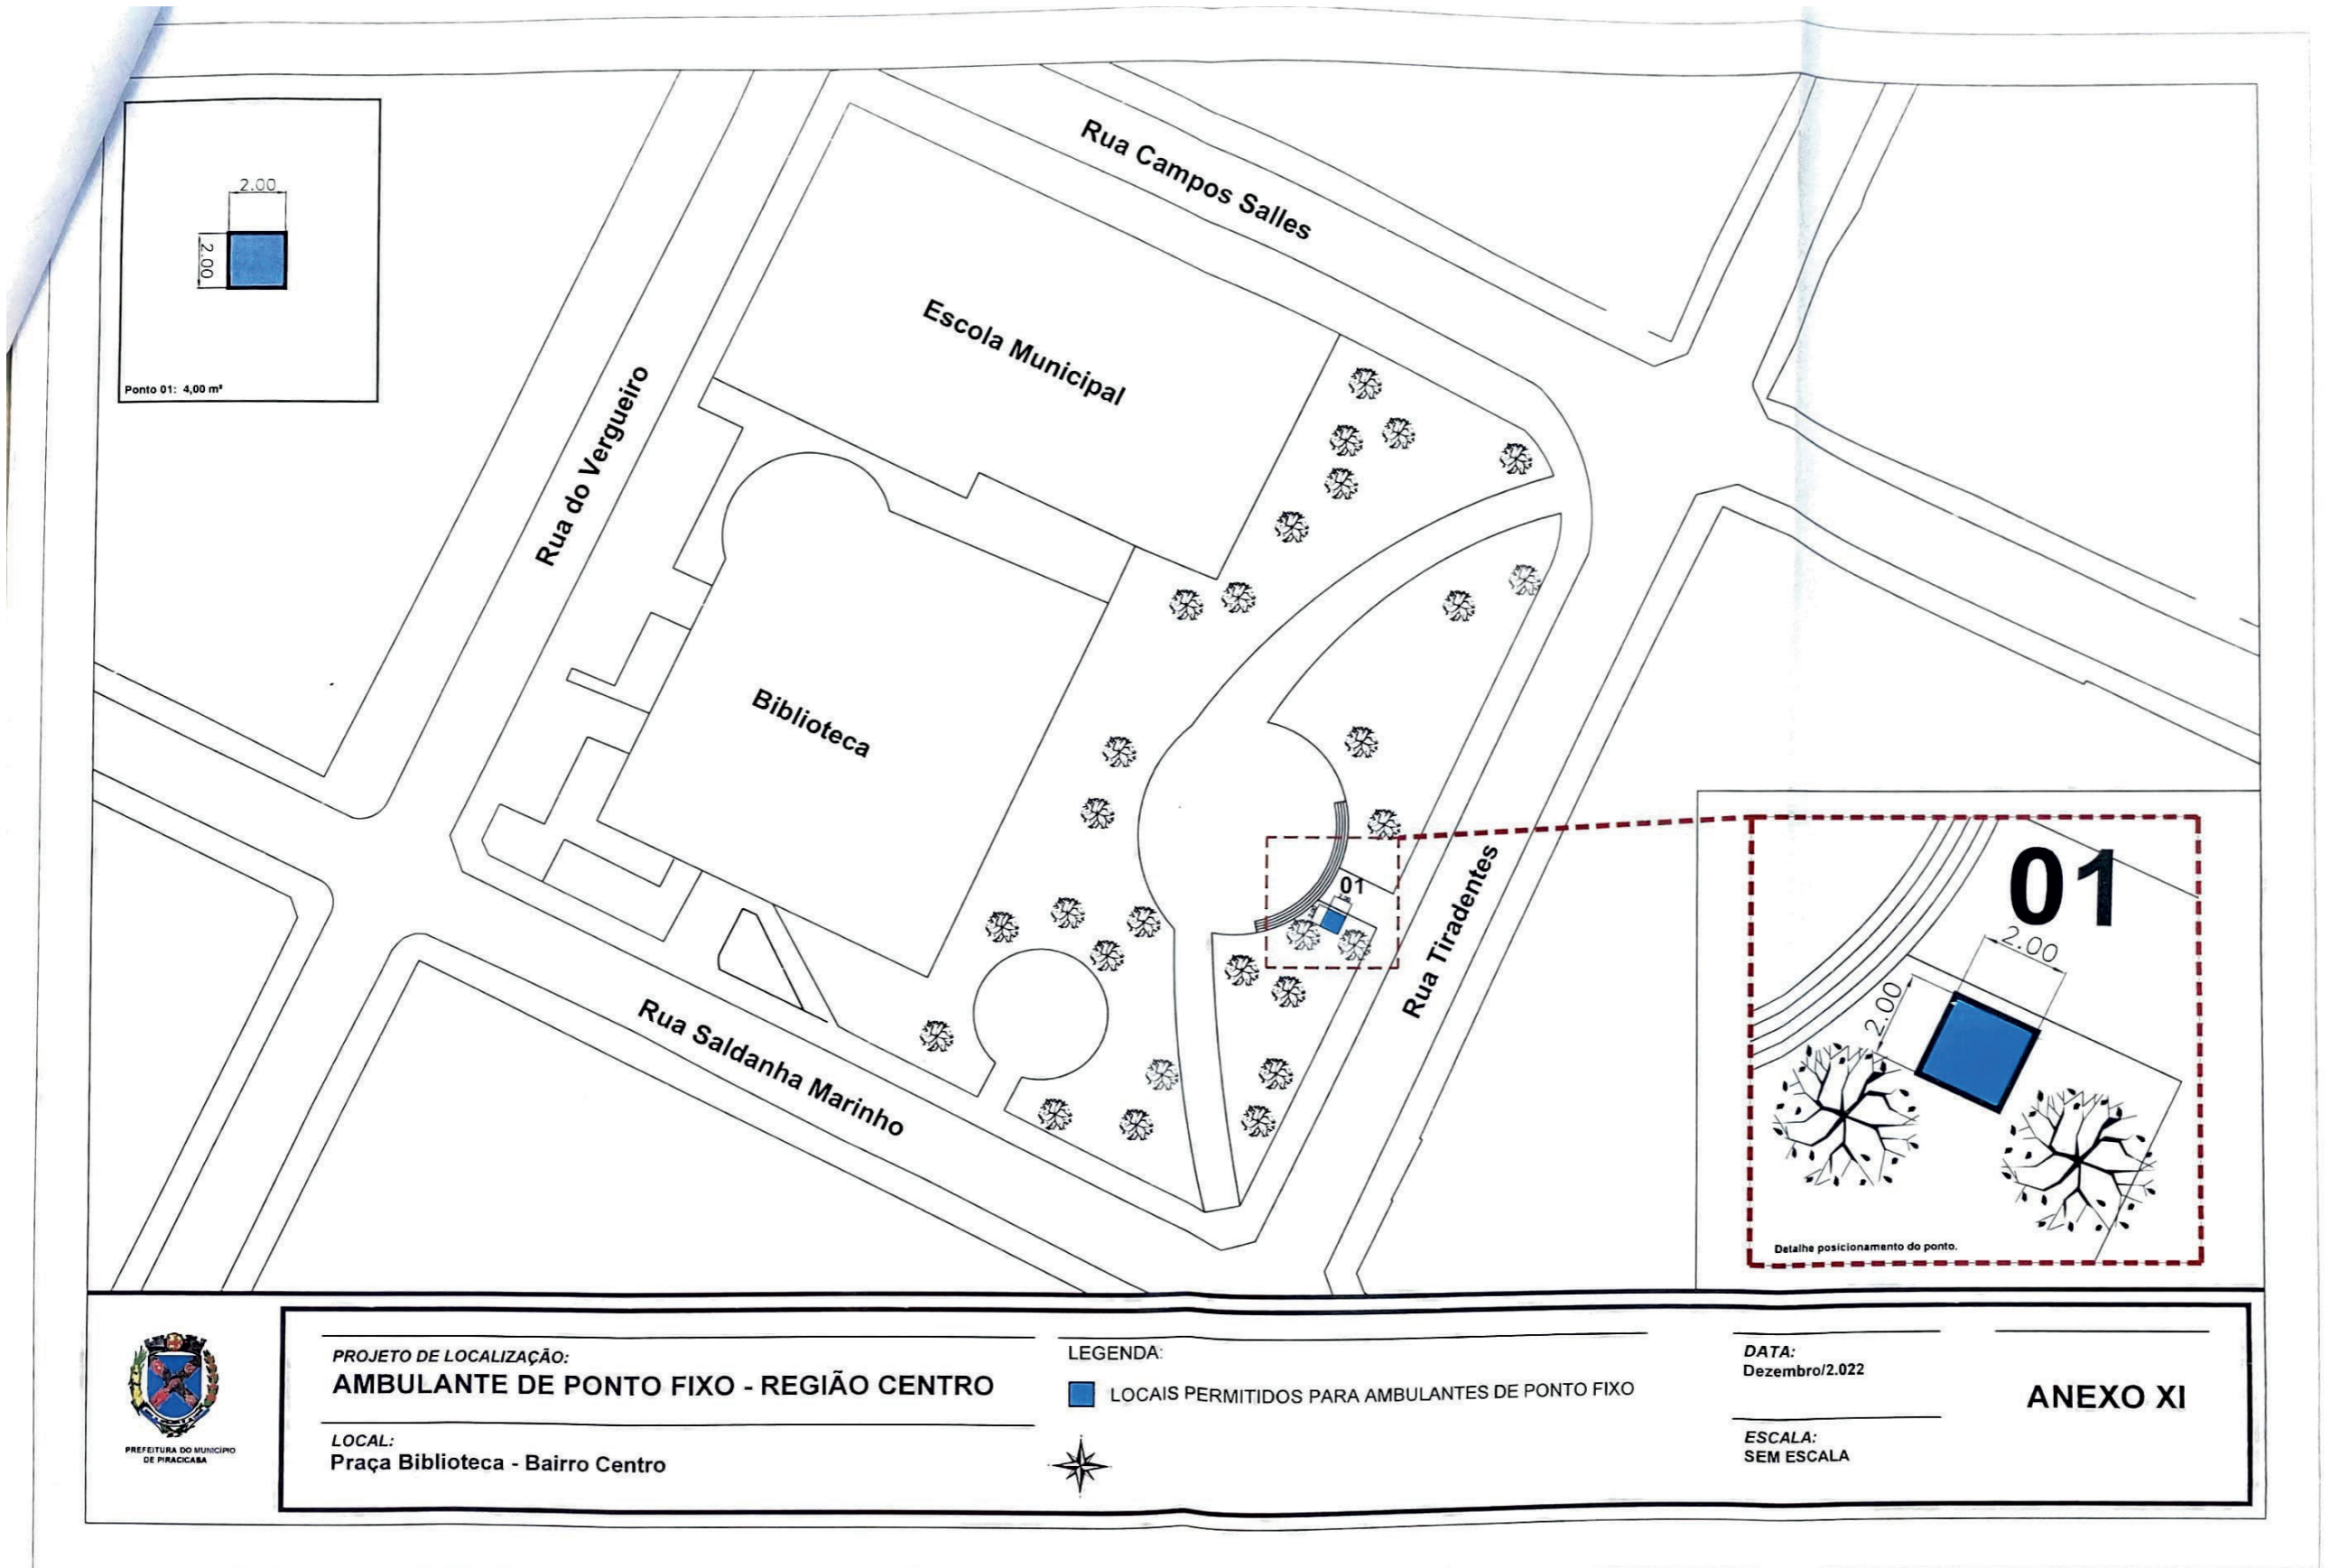 2.00
2.00
Ponto 01: 4,00 m²
Rua Campos Salles
Escola Municipal
Rua do Vergueiro
Biblioteca
01
Rua Tiradentes
Rua Saldanha Marinho
01
2.00
2.00
Detalhe posicionamento do ponto.
PREFEITURA DO MUNICÍPIO
DE PIRACICABA
PROJETO DE LOCALIZAÇÃO:
AMBULANTE DE PONTO FIXO - REGIÃO CENTRO
LOCAL:
Praça Biblioteca - Bairro Centro
LEGENDA:
LOCAIS PERMITIDOS PARA AMBULANTES DE PONTO FIXO
DATA:
Dezembro/2.022
ESCALA:
SEM ESCALA
ANEXO XI